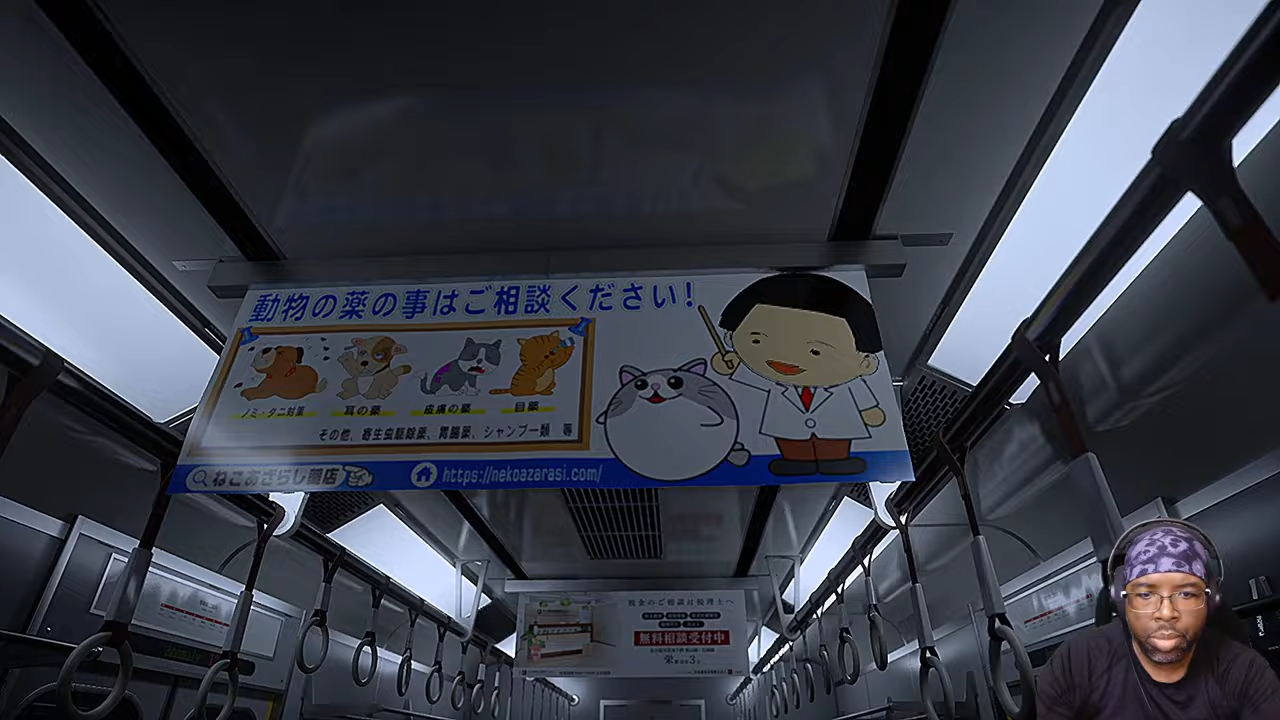 動物の薬の事はご相談ください!
ノミ・ダニ対策
耳の薬
皮膚の薬
目薬
その他、寄生虫駆除薬、胃腸薬、シャンプー類 等
ねこあざらし薬店
https://nekoazarasi.com/
税金のご相談は税理士へ
無料相談受付中